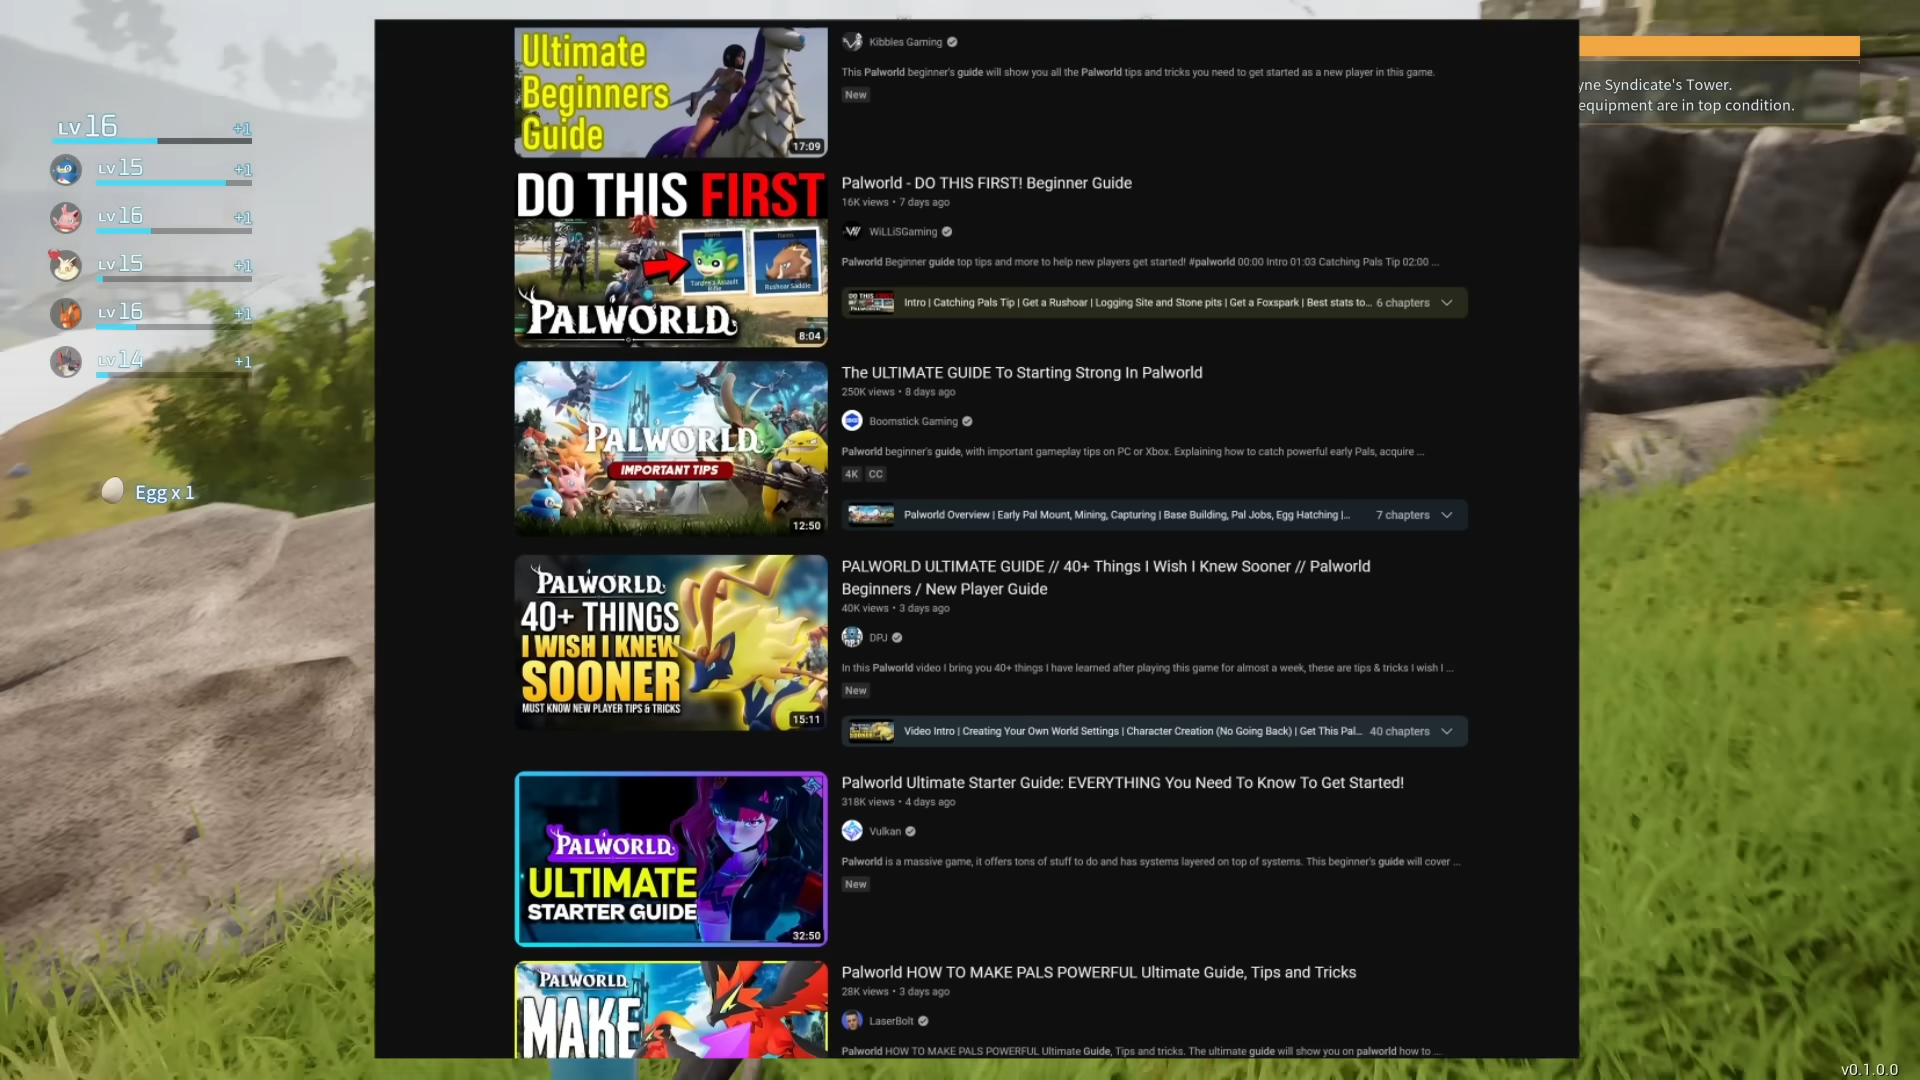 LV 16 +1
LV 15 +1
LV 16 +1
LV 15 +1
LV 16 +1
LV 14 +1
Egg x 1
Ultimate
Beginners
Guide
17:09
Kibbles Gaming
This Palworld beginner's guide will show you all the Palworld tips and tricks you need to get started as a new player in this game.
New
yne Syndicate's Tower.
equipment are in top condition.
DO THIS FIRST
Tanzee's Assault
Rifle
Rushoar Saddle
PALWORLD
8:04
Palworld - DO THIS FIRST! Beginner Guide
16K views • 7 days ago
WiLLiSGaming
Palworld Beginner guide top tips and more to help new players get started! #palworld 00:00 Intro 01:03 Catching Pals Tip 02:00 ...
DO THIS FIRST
Intro | Catching Pals Tip | Get a Rushoar | Logging Site and Stone pits | Get a Foxspark | Best stats to... 6 chapters
PALWORLD
IMPORTANT TIPS
12:50
The ULTIMATE GUIDE To Starting Strong In Palworld
250K views • 8 days ago
Boomstick Gaming
Palworld beginner's guide, with important gameplay tips on PC or Xbox. Explaining how to catch powerful early Pals, acquire ...
4K CC
Palworld Overview | Early Pal Mount, Mining, Capturing | Base Building, Pal Jobs, Egg Hatching |... 7 chapters
PALWORLD
40+ THINGS
I WISH I KNEW
SOONER
MUST KNOW NEW PLAYER TIPS & TRICKS
15:11
PALWORLD ULTIMATE GUIDE // 40+ Things I Wish I Knew Sooner // Palworld
Beginners / New Player Guide
40K views • 3 days ago
DPJ
In this Palworld video I bring you 40+ things I have learned after playing this game for almost a week, these are tips & tricks I wish I ...
New
Video Intro | Creating Your Own World Settings | Character Creation (No Going Back) | Get This Pal... 40 chapters
PALWORLD
ULTIMATE
STARTER GUIDE
32:50
Palworld Ultimate Starter Guide: EVERYTHING You Need To Know To Get Started!
318K views • 4 days ago
Vulkan
Palworld is a massive game, it offers tons of stuff to do and has systems layered on top of systems. This beginner's guide will cover ...
New
PALWORLD
MAKE
Palworld HOW TO MAKE PALS POWERFUL Ultimate Guide, Tips and Tricks
28K views • 3 days ago
LaserBolt
Palworld HOW TO MAKE PALS POWERFUL Ultimate Guide, Tips and tricks. The ultimate guide will show you on palworld how to ...
v0.1.0.0